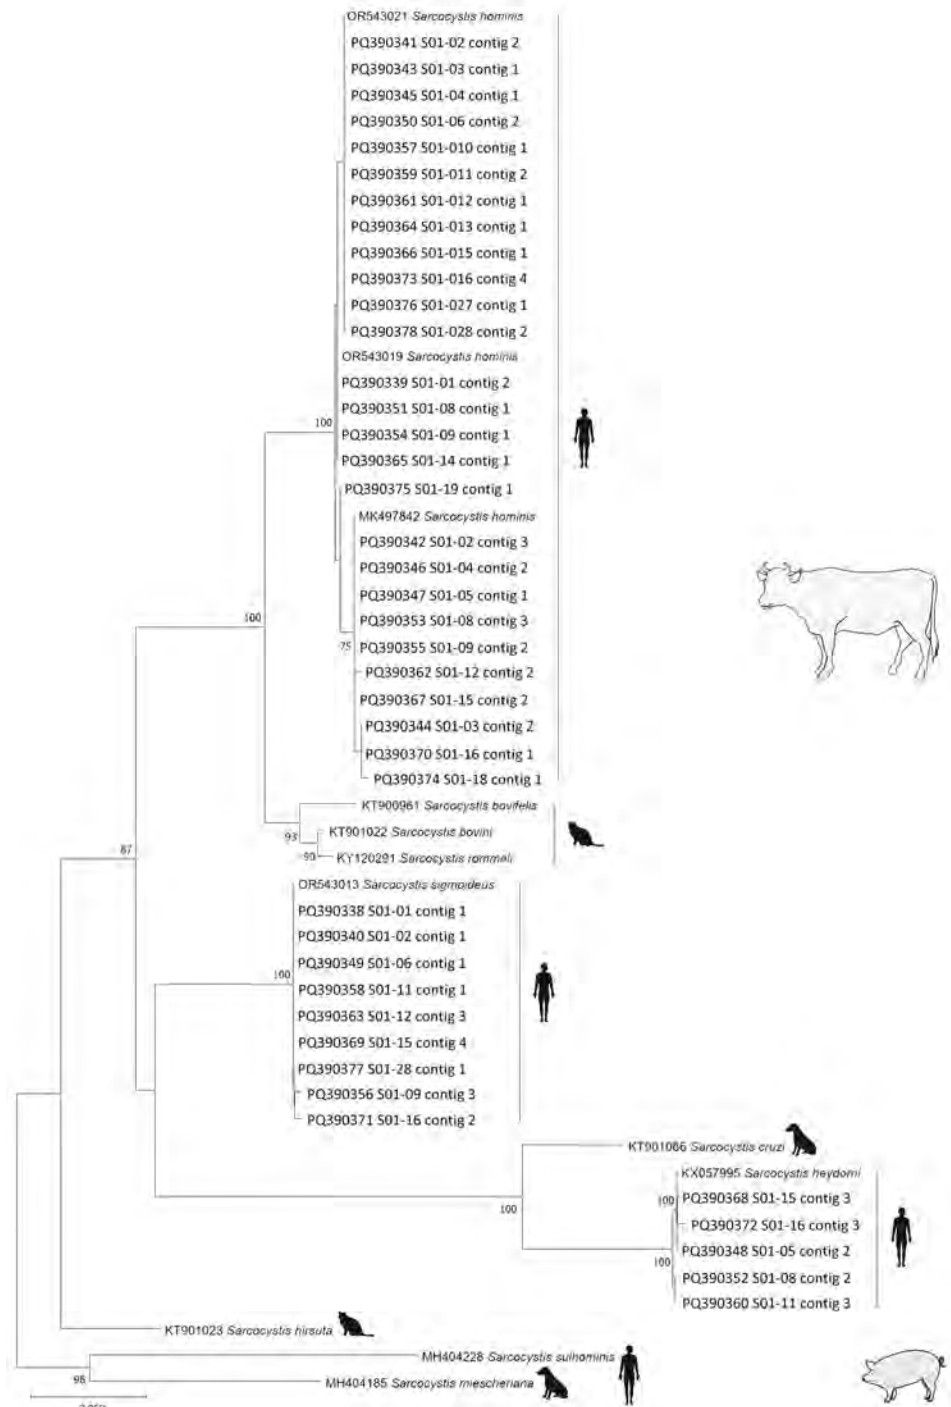 OR543021 Sarcocystis hominis
PQ390341 S01-02 contig 2
PQ390343 S01-03 contig 1
PQ390345 S01-04 contig 1
PQ390350 S01-06 contig 2
PQ390357 S01-010 contig 1
PQ390359 S01-011 contig 2
PQ390361 S01-012 contig 1
PQ390364 S01-013 contig 1
PQ390366 S01-015 contig 1
PQ390373 S01-016 contig 4
PQ390376 S01-027 contig 1
PQ390378 S01-028 contig 2
OR543019 Sarcocystis hominis
PQ390339 S01-01 contig 2
PQ390351 S01-08 contig 1
100
PQ390354 S01-09 contig 1
PQ390365 S01-14 contig 1
PQ390375 S01-19 contig 1
MK497842 Sarcocystis hominis
PQ390342 S01-02 contig 3
PQ390346 S01-04 contig 2
PQ390347 S01-05 contig 1
100
PQ390353 S01-08 contig 3
75
PQ390355 S01-09 contig 2
PQ390362 S01-12 contig 2
PQ390367 S01-15 contig 2
PQ390344 S01-03 contig 2
PQ390370 S01-16 contig 1
PQ390374 S01-18 contig 1
KT900961 Sarcocystis bovifelis
93
KT901022 Sarcocystis bovini
87
90
KY120291 Sarcocystis rommeli
OR543013 Sarcocystis sigmoideus
PQ390338 S01-01 contig 1
PQ390340 S01-02 contig 1
PQ390349 S01-06 contig 1
100
PQ390358 S01-11 contig 1
PQ390363 S01-12 contig 3
PQ390369 S01-15 contig 4
PQ390377 S01-28 contig 1
PQ390356 S01-09 contig 3
PQ390371 S01-16 contig 2
KT901086 Sarcocystis cruzi
KX057995 Sarcocystis heydorni
100
PQ390368 S01-15 contig 3
100
PQ390372 S01-16 contig 3
PQ390348 S01-05 contig 2
100
PQ390352 S01-08 contig 2
PQ390360 S01-11 contig 3
KT901023 Sarcocystis hirsuta
MH404228 Sarcocystis suihominis
98
MH404185 Sarcocystis miescheriana